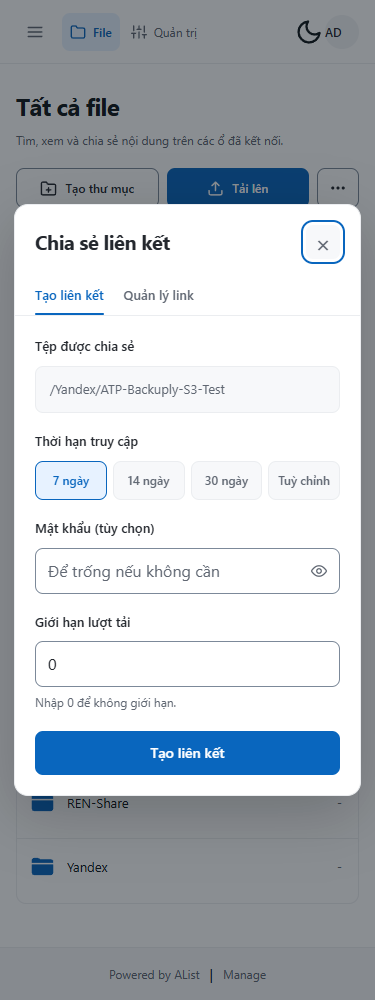 File
Quản trị
AD
Tất cả file
Tìm, xem và chia sẻ nội dung trên các ổ đã kết nối.
Tạo thư mục
Tải lên
Chia sẻ liên kết
Tạo liên kết
Quản lý link
Tệp được chia sẻ
/Yandex/ATP-Backuply-S3-Test
Thời hạn truy cập
7 ngày
14 ngày
30 ngày
Tuỳ chỉnh
Mật khẩu (tùy chọn)
Để trống nếu không cần
Giới hạn lượt tải
0
Nhập 0 để không giới hạn.
Tạo liên kết
REN-Share
-
Yandex
-
Powered by AList | Manage